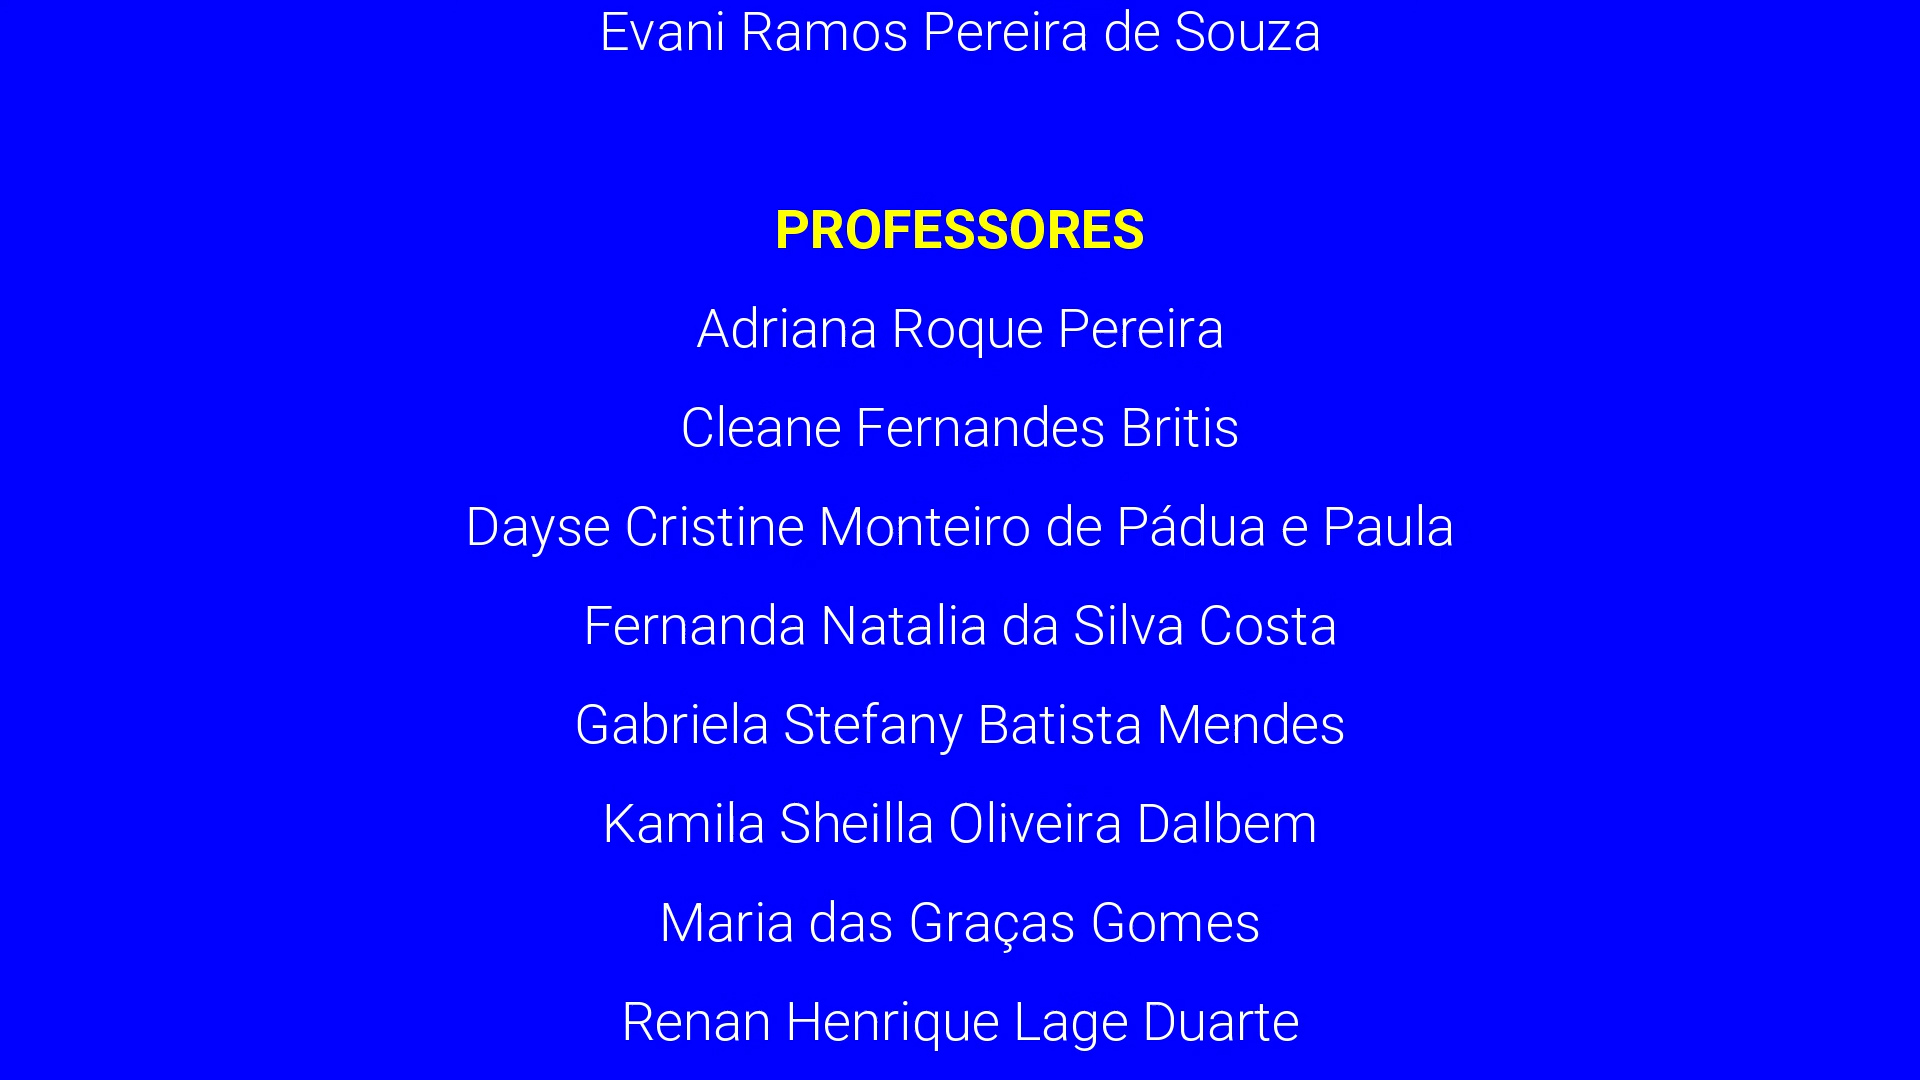 Evani Ramos Pereira de Souza
PROFESSORES
Adriana Roque Pereira
Cleane Fernandes Britis
Dayse Cristine Monteiro de Pádua e Paula
Fernanda Natalia da Silva Costa
Gabriela Stefany Batista Mendes
Kamila Sheilla Oliveira Dalbem
Maria das Graças Gomes
Renan Henrique Lage Duarte